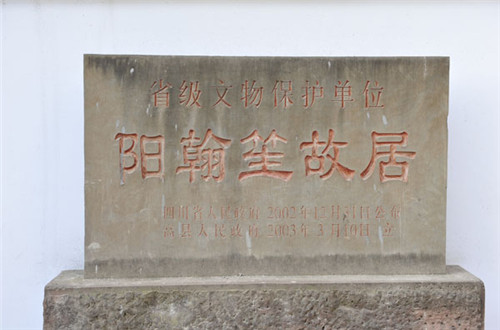 省级文物保护单位
阳翰笙故居
四川省人民政府 2002年12月 日公布
高县人民政府 2003年3月10日 立